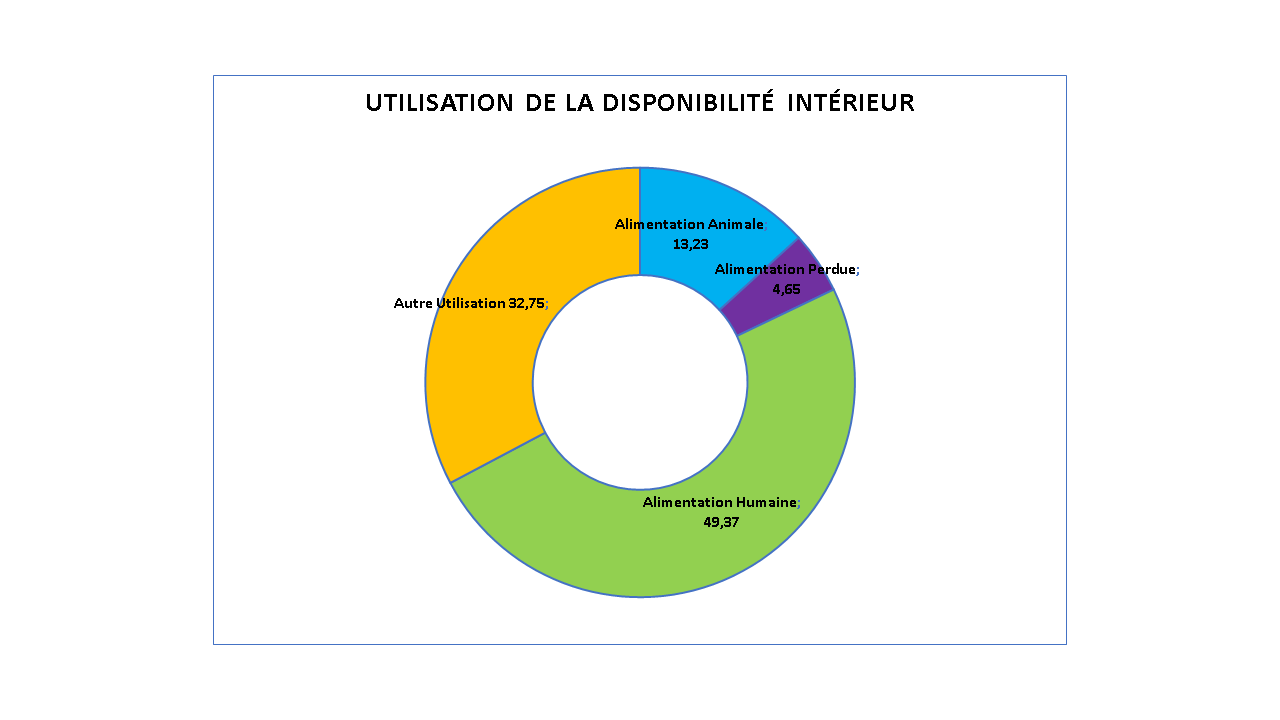 UTILISATION DE LA DISPONIBILITÉ INTÉRIEUR
Alimentation Animale;
13,23
Alimentation Perdue;
4,65
Autre Utilisation 32,75;
Alimentation Humaine;
49,37